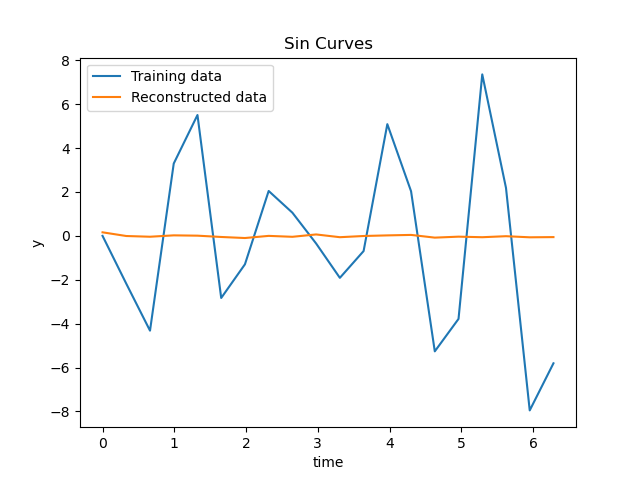 Sin Curves
Training data
Reconstructed data
8
6
4
2
0
−2
−4
−6
−8
y
0 1 2 3 4 5 6
time